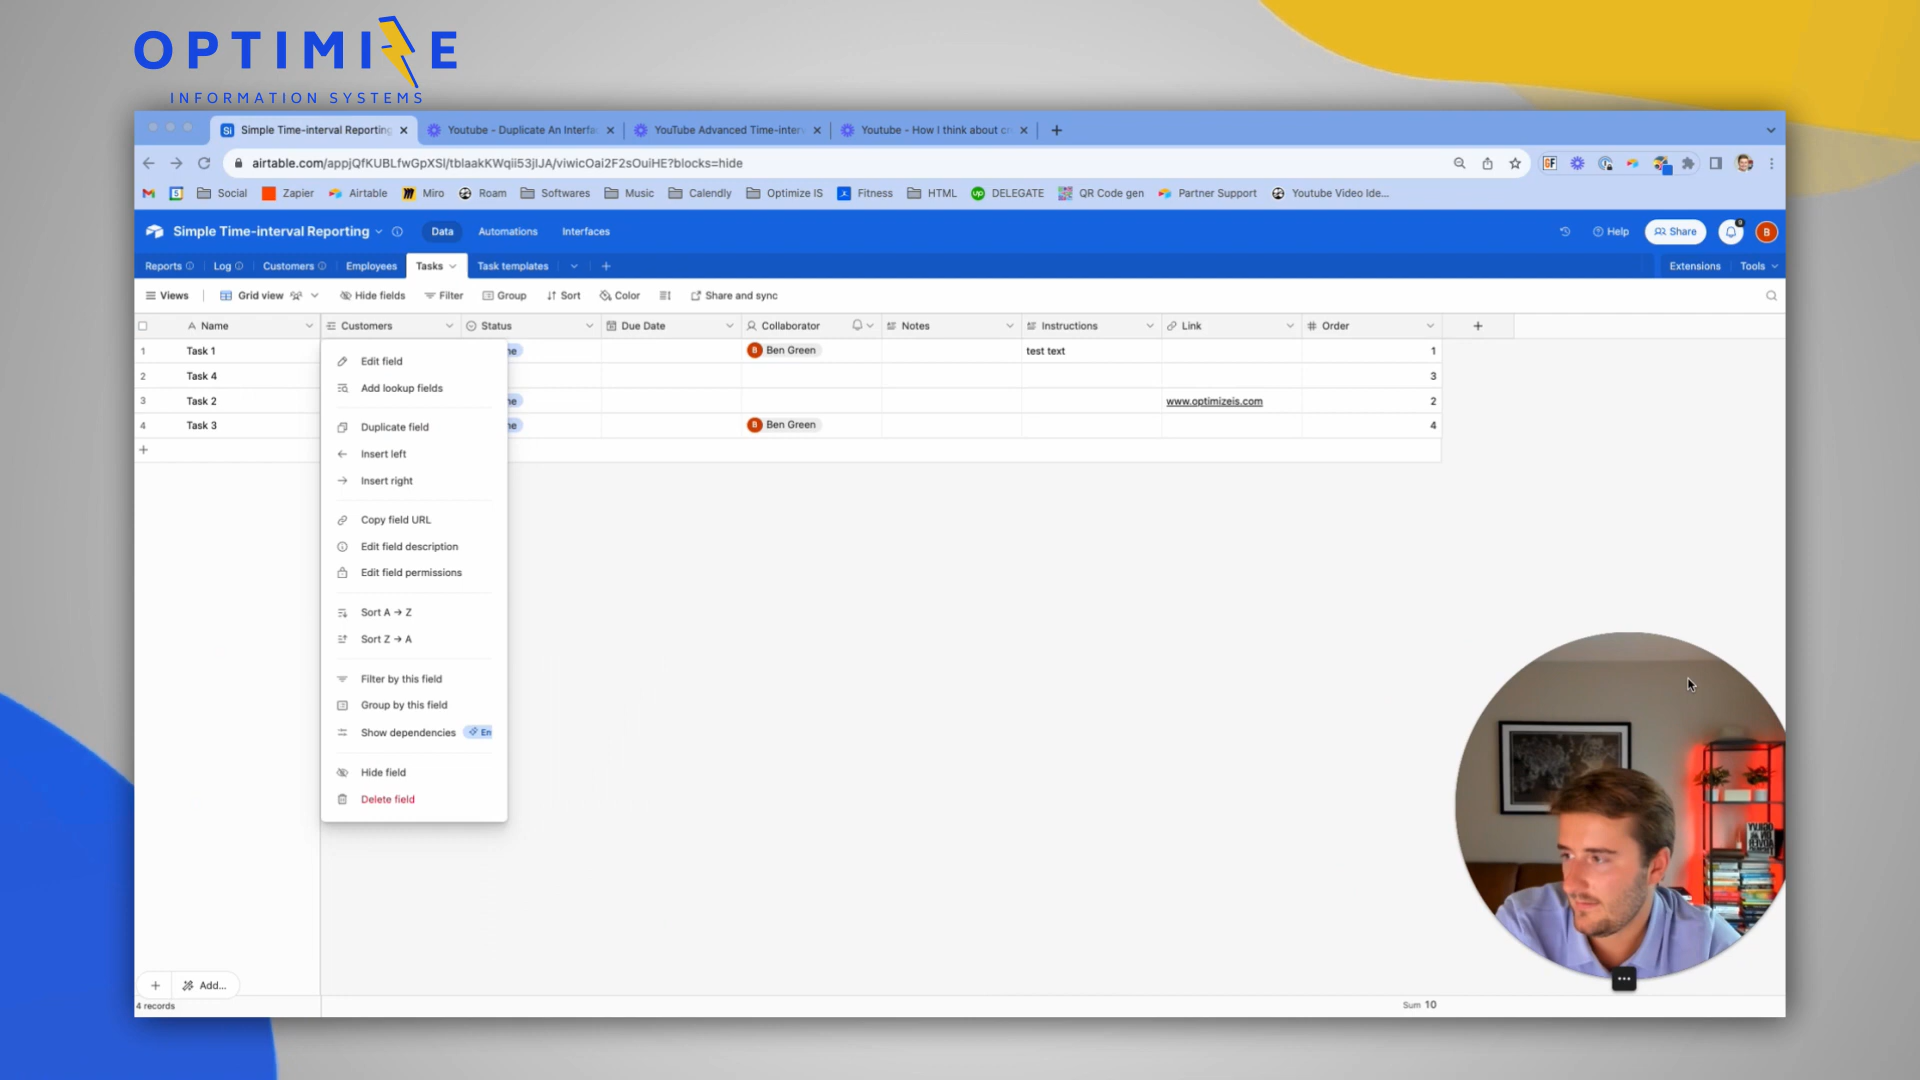 OPTIMIZE
INFORMATION SYSTEMS
Simple Time-interval Reporting
Youtube - Duplicate An Interfa
YouTube Advanced Time-inter
Youtube - How I think about cr
airtable.com/appjQfKUBLfwGpXSl/tblaakKWqii53jIJA/viwicOai2F2sOuiHE?blocks=hide
Social
Zapier
Airtable
Miro
Roam
Softwares
Music
Calendly
Optimize IS
Fitness
HTML
DELEGATE
QR Code gen
Partner Support
Youtube Video Ide...
Simple Time-interval Reporting
Data
Automations
Interfaces
Help
Share
B
Reports
Log
Customers
Employees
Tasks
Task templates
Extensions
Tools
Views
Grid view
Hide fields
Filter
Group
Sort
Color
Share and sync
Name
Customers
Status
Due Date
Collaborator
Notes
Instructions
Link
Order
1 Task 1 ne B Ben Green test text 1
2 Task 4 3
3 Task 2 ne www.optimizeis.com 2
4 Task 3 ne B Ben Green 4
Edit field
Add lookup fields
Duplicate field
Insert left
Insert right
Copy field URL
Edit field description
Edit field permissions
Sort A → Z
Sort Z → A
Filter by this field
Group by this field
Show dependencies En
Hide field
Delete field
Add...
4 records
Sum 10